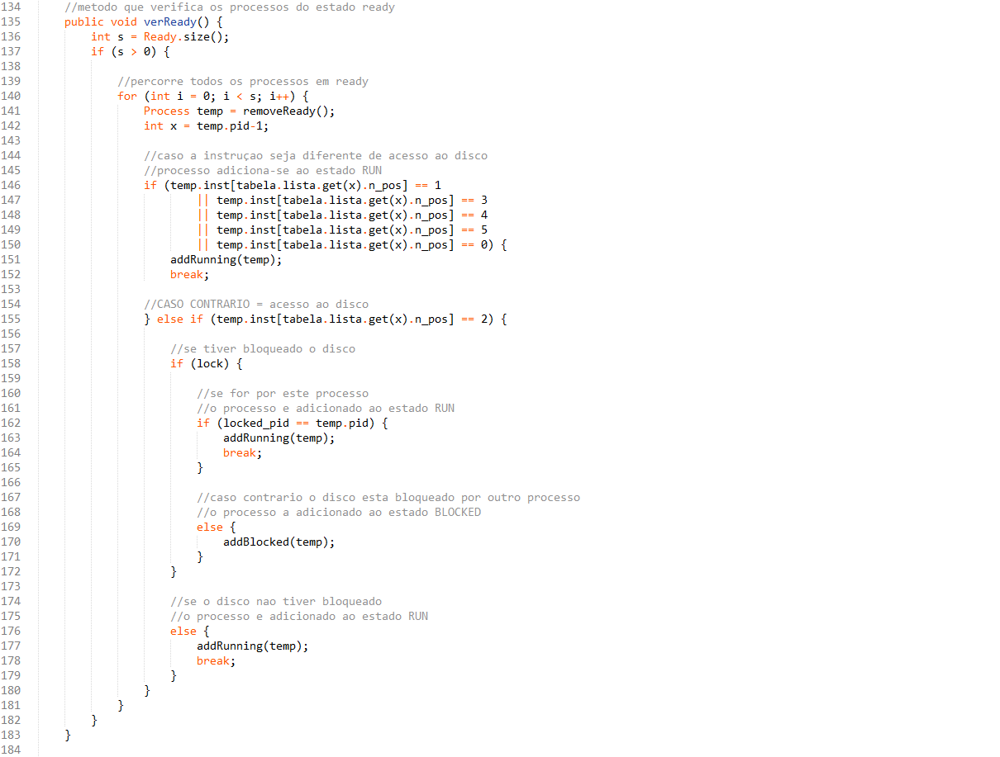 134 //metodo que verifica os processos do estado ready
135 public void verReady() {
136 int s = Ready.size();
137 if (s > 0) {
138
139 //percorre todos os processos em ready
140 for (int i = 0; i < s; i++) {
141 Process temp = removeReady();
142 int x = temp.pid-1;
143
144 //caso a instruçao seja diferente de acesso ao disco
145 //processo adiciona-se ao estado RUN
146 if (temp.inst[tabela.lista.get(x).n_pos] == 1
147 || temp.inst[tabela.lista.get(x).n_pos] == 3
148 || temp.inst[tabela.lista.get(x).n_pos] == 4
149 || temp.inst[tabela.lista.get(x).n_pos] == 5
150 || temp.inst[tabela.lista.get(x).n_pos] == 0) {
151 addRunning(temp);
152 break;
153
154 //CASO CONTRARIO = acesso ao disco
155 } else if (temp.inst[tabela.lista.get(x).n_pos] == 2) {
156
157 //se tiver bloqueado o disco
158 if (lock) {
159
160 //se for por este processo
161 //o processo e adicionado ao estado RUN
162 if (locked_pid == temp.pid) {
163 addRunning(temp);
164 break;
165 }
166
167 //caso contrario o disco esta bloqueado por outro processo
168 //o processo a adicionado ao estado BLOCKED
169 else {
170 addBlocked(temp);
171 }
172 }
173
174 //se o disco nao tiver bloqueado
175 //o processo e adicionado ao estado RUN
176 else {
177 addRunning(temp);
178 break;
179 }
180 }
181 }
182 }
183 }
184